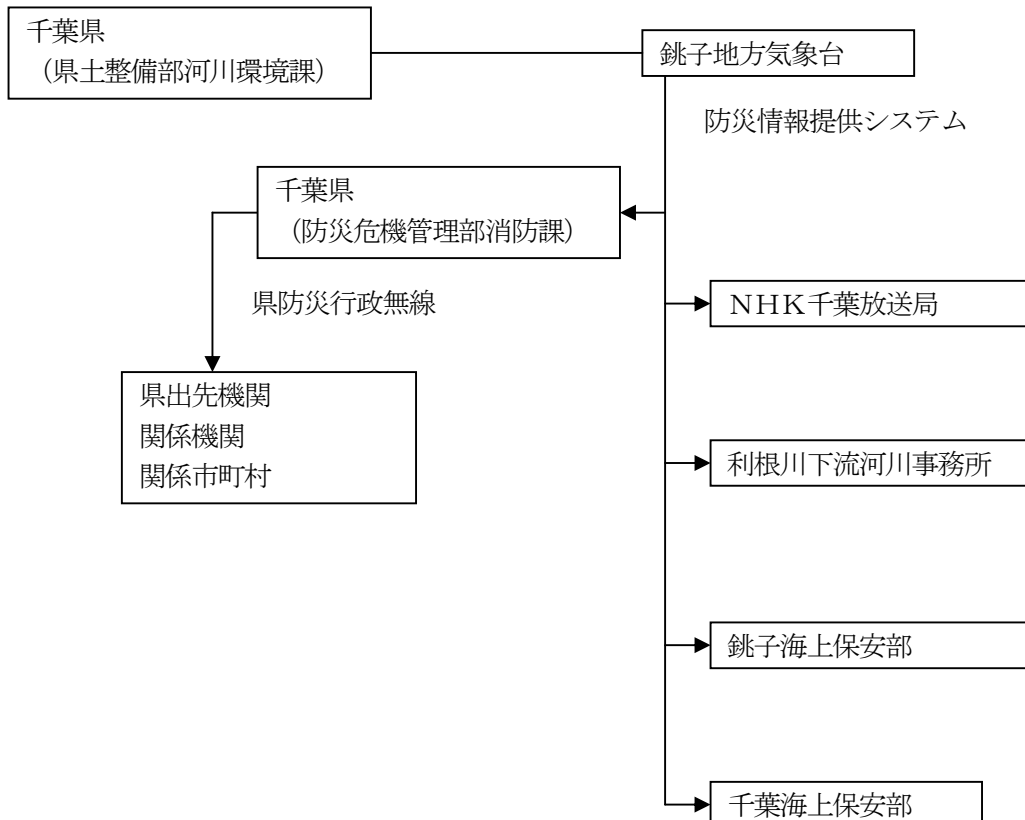 千葉県
（県土整備部河川環境課）
銚子地方気象台
防災情報提供システム
千葉県
（防災危機管理部消防課）
県防災行政無線
ＮＨＫ千葉放送局
県出先機関
関係機関
関係市町村
利根川下流河川事務所
銚子海上保安部
千葉海上保安部